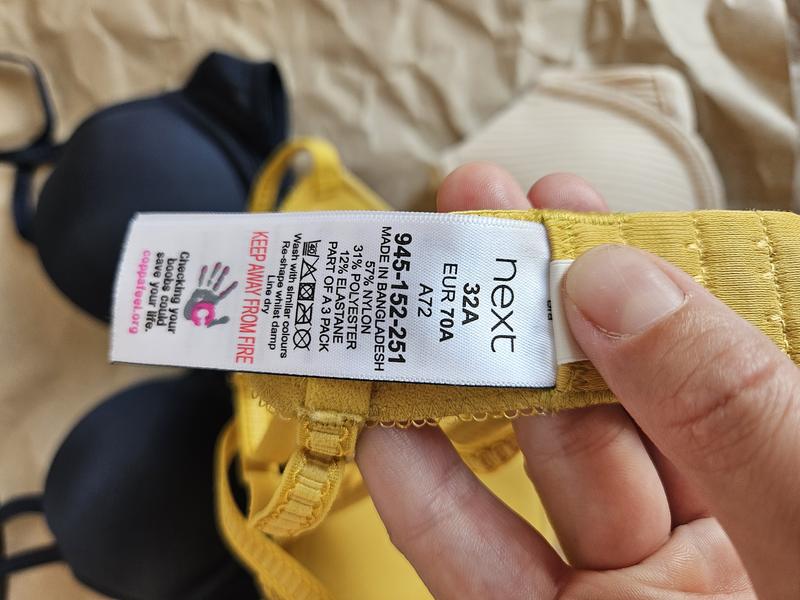 next
32A
EUR 70A
A72
945-152-251
MADE IN BANGLADESH
57% NYLON
31% POLYESTER
12% ELASTANE
PART OF A 3 PACK
Wash with similar colours
Re-shape whilst damp
Line dry
KEEP AWAY FROM FIRE
Checking your
boobs could
save your life.
coppafeel.org